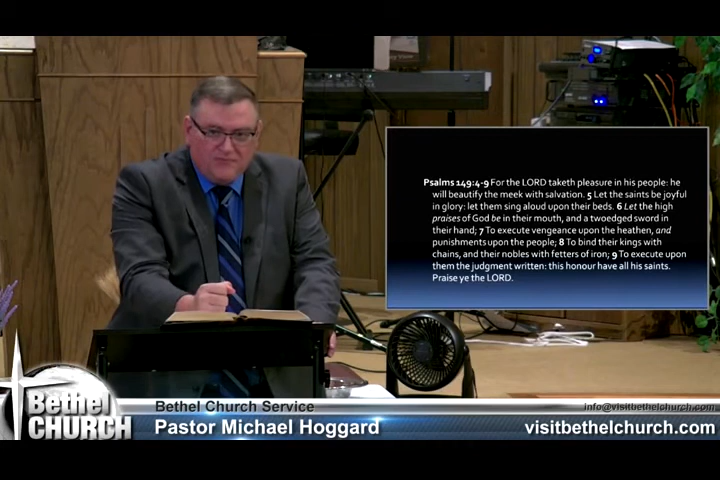 Psalms 149:4-9 For the LORD taketh pleasure in his people: he
will beautify the meek with salvation. 5 Let the saints be joyful
in glory: let them sing aloud upon their beds. 6 Let the high
praises of God be in their mouth, and a twoedged sword in
their hand; 7 To execute vengeance upon the heathen, and
punishments upon the people; 8 To bind their kings with
chains, and their nobles with fetters of iron; 9 To execute upon
them the judgment written: this honour have all his saints.
Praise ye the LORD.
Bethel
CHURCH
Bethel Church Service
info@visitbethelchurch.com
Pastor Michael Hoggard
visitbethelchurch.com